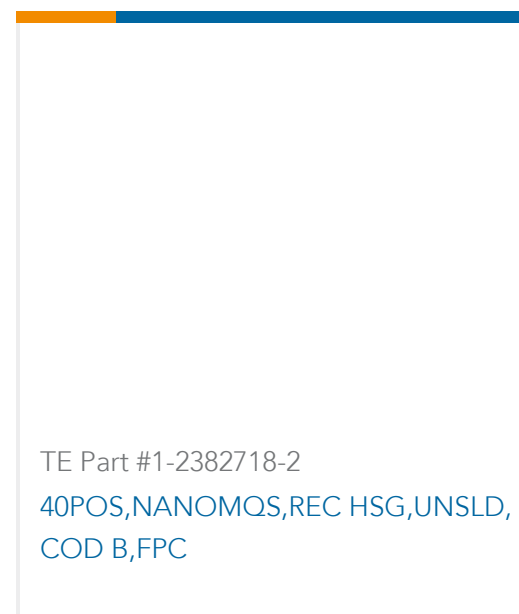 TE Part #1-2382718-2
40POS,NANOMQS,REC HSG,UNSLD,
COD B,FPC